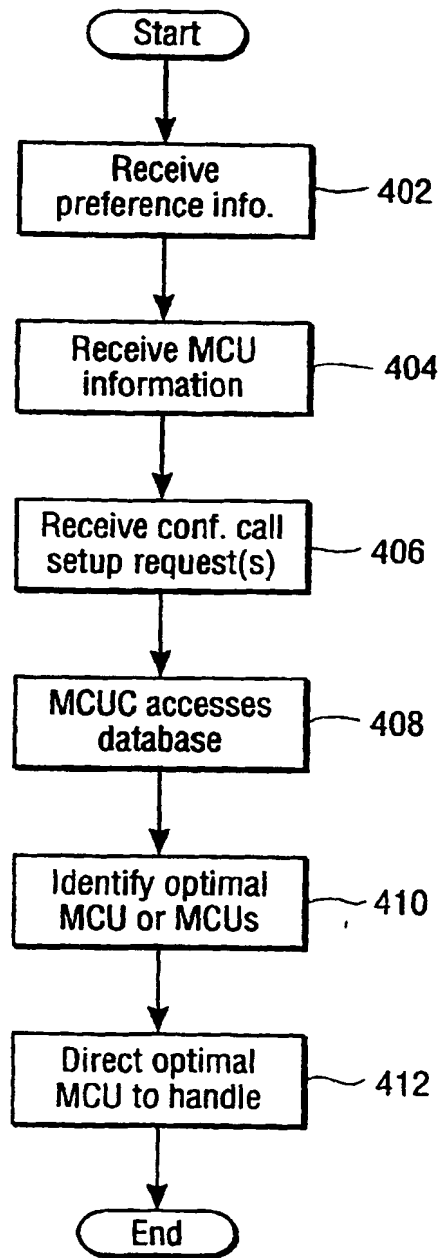 Start
Receive
preference info.
402
Receive MCU
information
404
Receive conf. call
setup request(s)
406
MCUC accesses
database
408
Identify optimal
MCU or MCUs
410
Direct optimal
MCU to handle
412
End